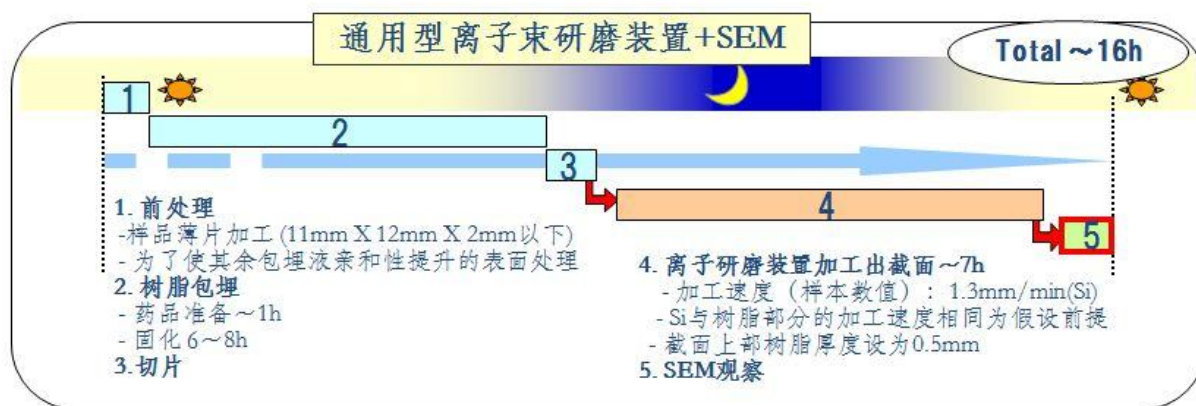 通用型离子束研磨装置+SEM
Total～16h
1
2
3
4
5
1. 前处理
-样品薄片加工 (11mm X 12mm X 2mm以下)
- 为了使其余包埋液亲和性提升的表面处理
2. 树脂包埋
- 药品准备～1h
- 固化 6～8h
3.切片
4. 离子研磨装置加工出截面～7h
- 加工速度（样本数值）: 1.3mm/min(Si)
- Si与树脂部分的加工速度相同为假设前提
- 截面上部树脂厚度设为0.5mm
5. SEM观察